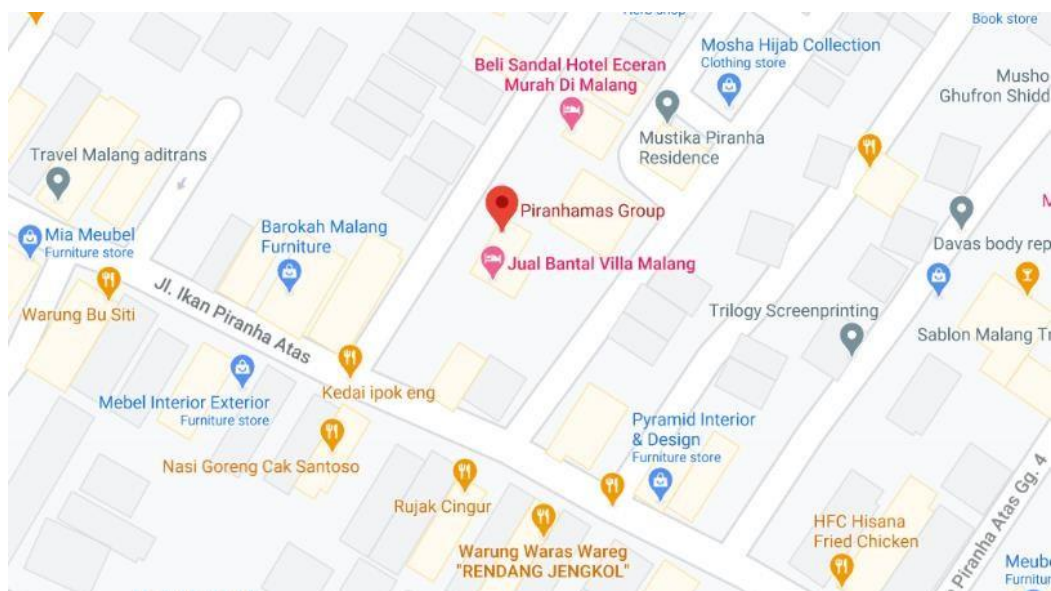 Book store
Mosha Hijab Collection
Clothing store
Beli Sandal Hotel Eceran
Murah Di Malang
Musho
Ghufron Shidd
Mustika Piranha
Residence
Travel Malang aditrans
Piranhamas Group
Mia Meubel
Furniture store
Barokah Malang
Furniture
Davas body rep
Jual Bantal Villa Malang
Jl. Ikan Piranha Atas
Warung Bu Siti
Trilogy Screenprinting
Sablon Malang Tr
Kedai ipok eng
Mebel Interior Exterior
Furniture store
Pyramid Interior
& Design
Furniture store
Nasi Goreng Cak Santoso
Rujak Cingur
Piranha Atas Gg. 4
HFC Hisana
Fried Chicken
Warung Waras Wareg
"RENDANG JENGKOL"
Meube
Furnitur